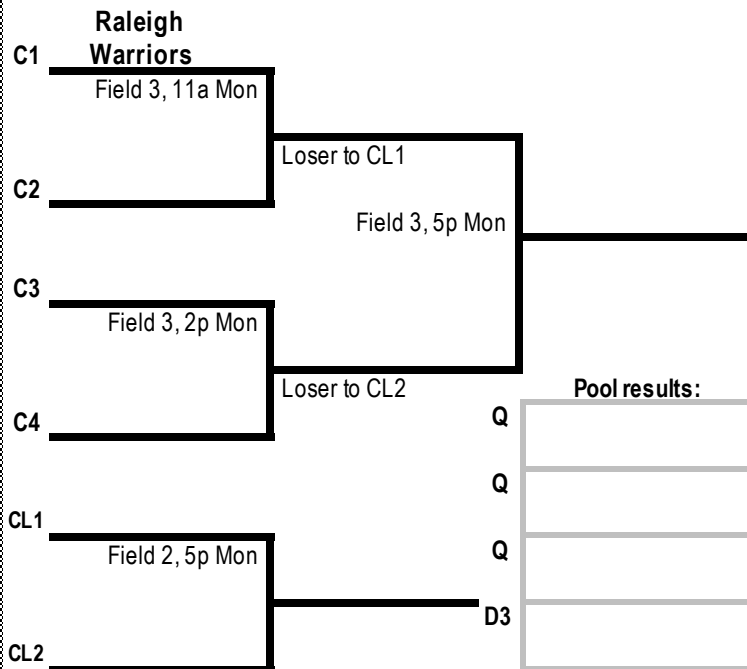 Raleigh
Warriors
C1
Field 3, 11a Mon
Loser to CL1
C2
Field 3, 5p Mon
C3
Field 3, 2p Mon
Loser to CL2
Pool results:
C4
Q
Q
CL1
Field 2, 5p Mon
Q
D3
CL2